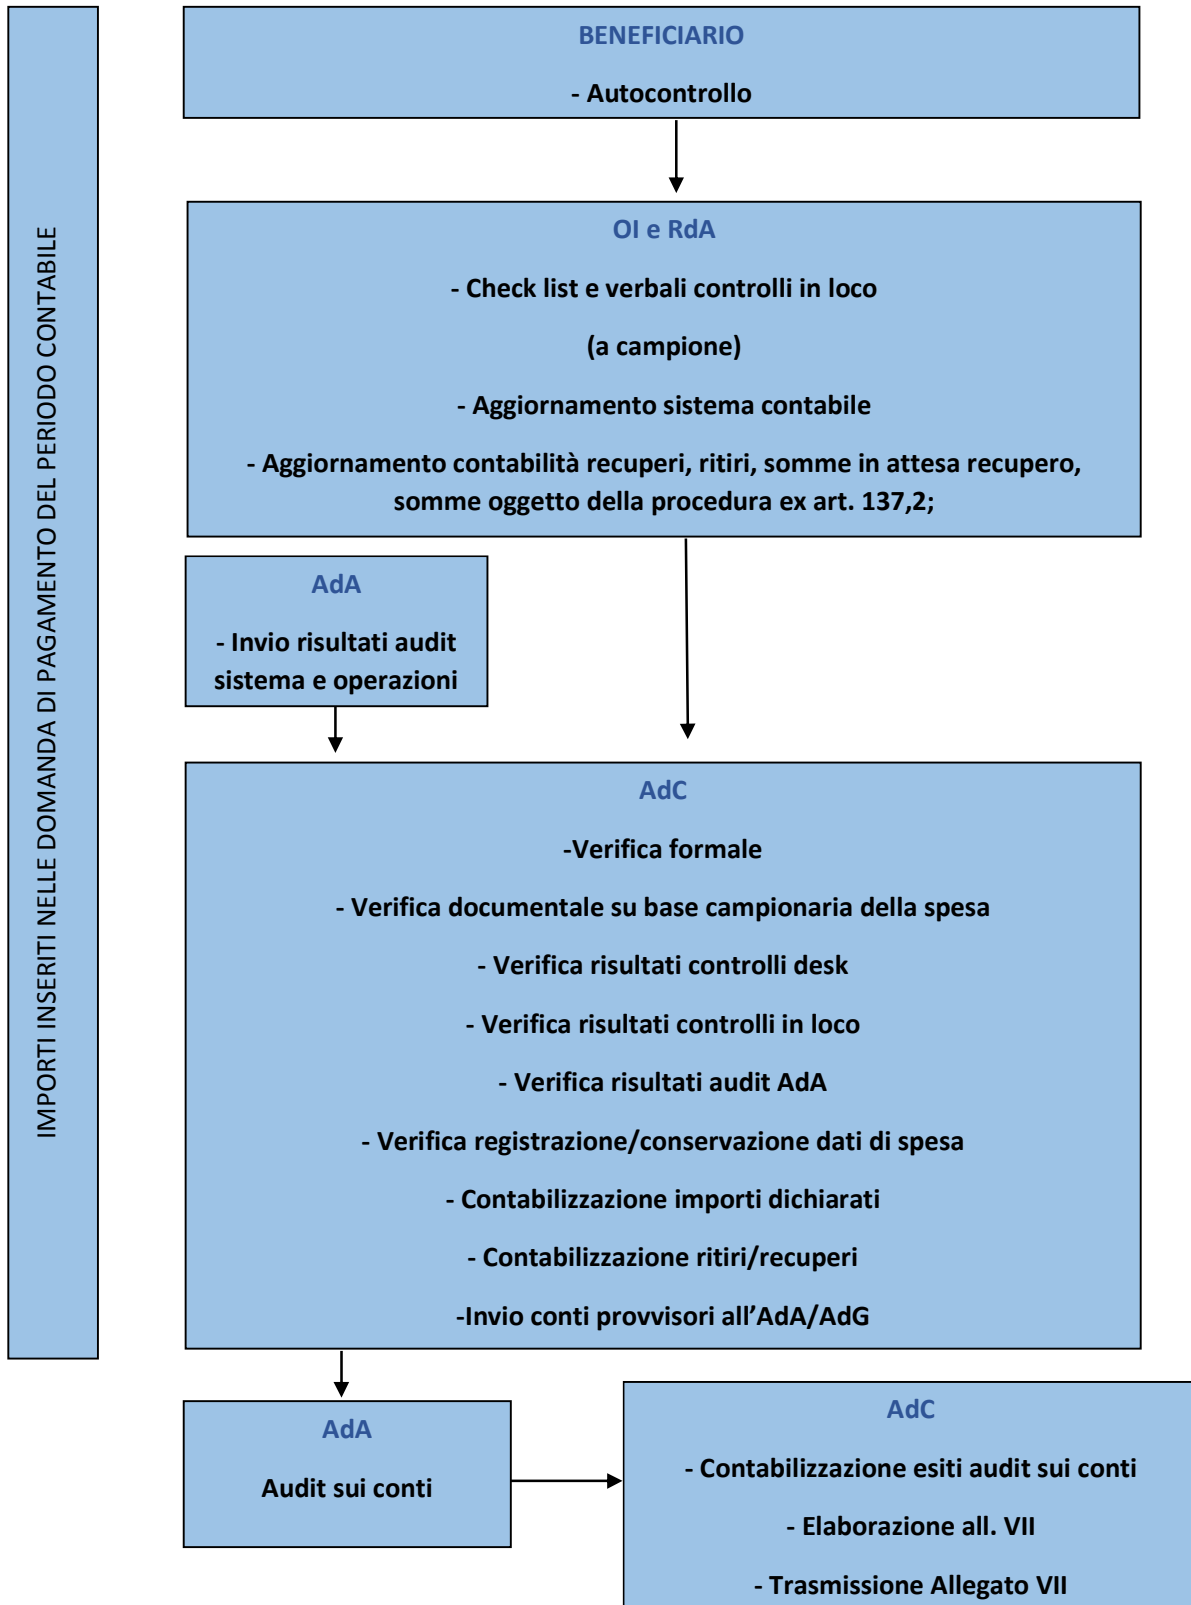 IMPORTI INSERITI NELLE DOMANDA DI PAGAMENTO DEL PERIODO CONTABILE
BENEFICIARIO
- Autocontrollo
OI e RdA
- Check list e verbali controlli in loco
(a campione)
- Aggiornamento sistema contabile
- Aggiornamento contabilità recuperi, ritiri, somme in attesa recupero,
somme oggetto della procedura ex art. 137,2;
AdA
- Invio risultati audit
sistema e operazioni
AdC
-Verifica formale
- Verifica documentale su base campionaria della spesa
- Verifica risultati controlli desk
- Verifica risultati controlli in loco
- Verifica risultati audit AdA
- Verifica registrazione/conservazione dati di spesa
- Contabilizzazione importi dichiarati
- Contabilizzazione ritiri/recuperi
-Invio conti provvisori all’AdA/AdG
AdA
Audit sui conti
AdC
- Contabilizzazione esiti audit sui conti
- Elaborazione all. VII
- Trasmissione Allegato VII